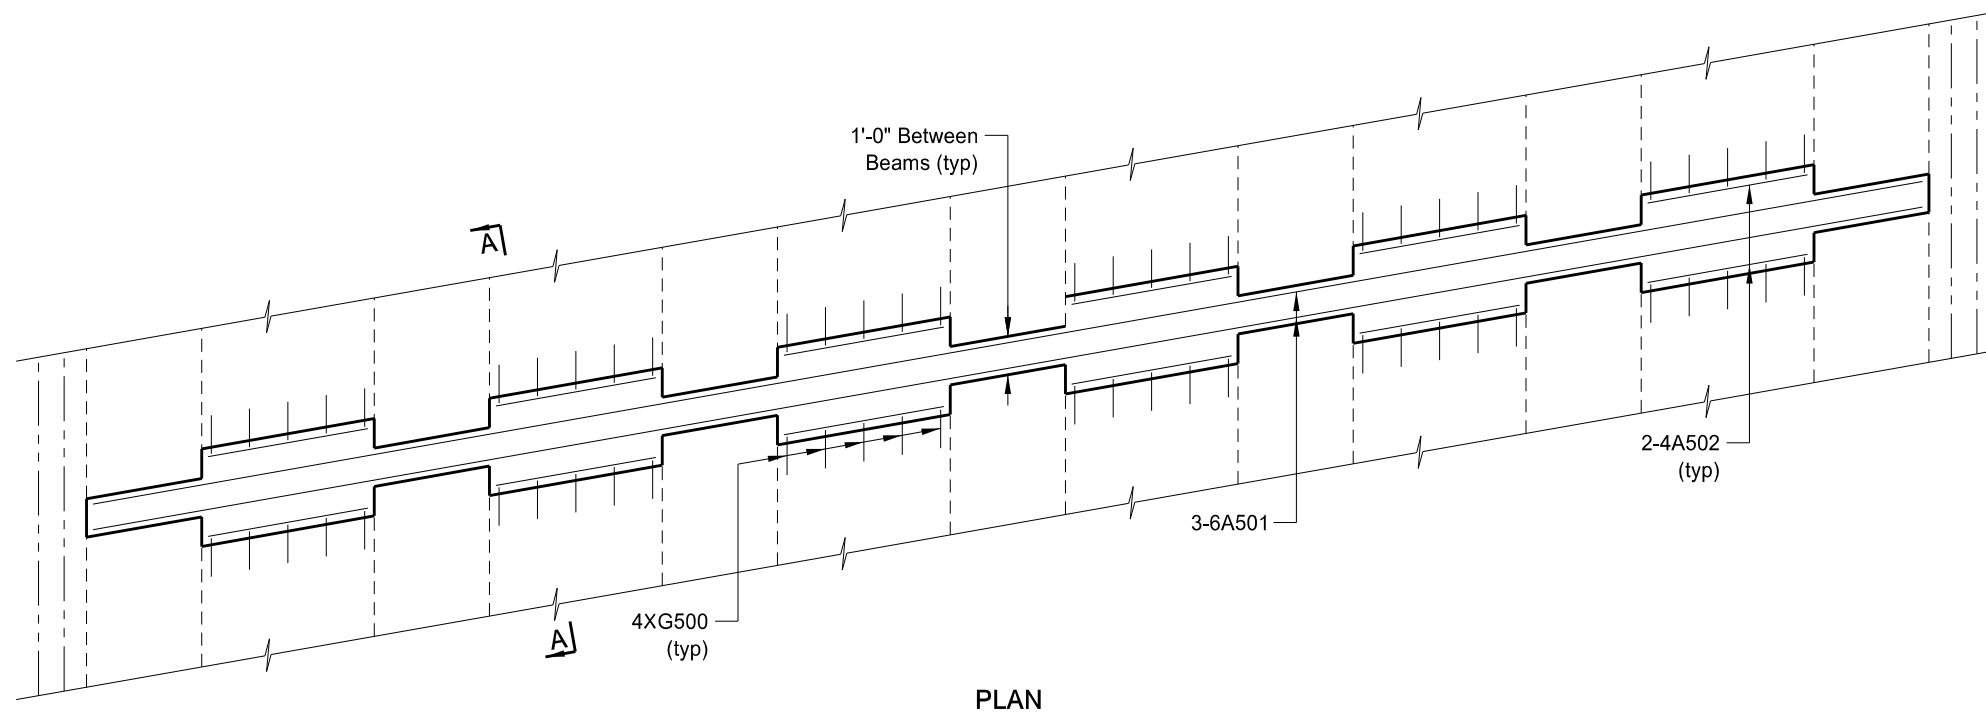 1'-0" Between
Beams (typ)
A
2-4A502
(typ)
3-6A501
4XG500
(typ)
A
PLAN